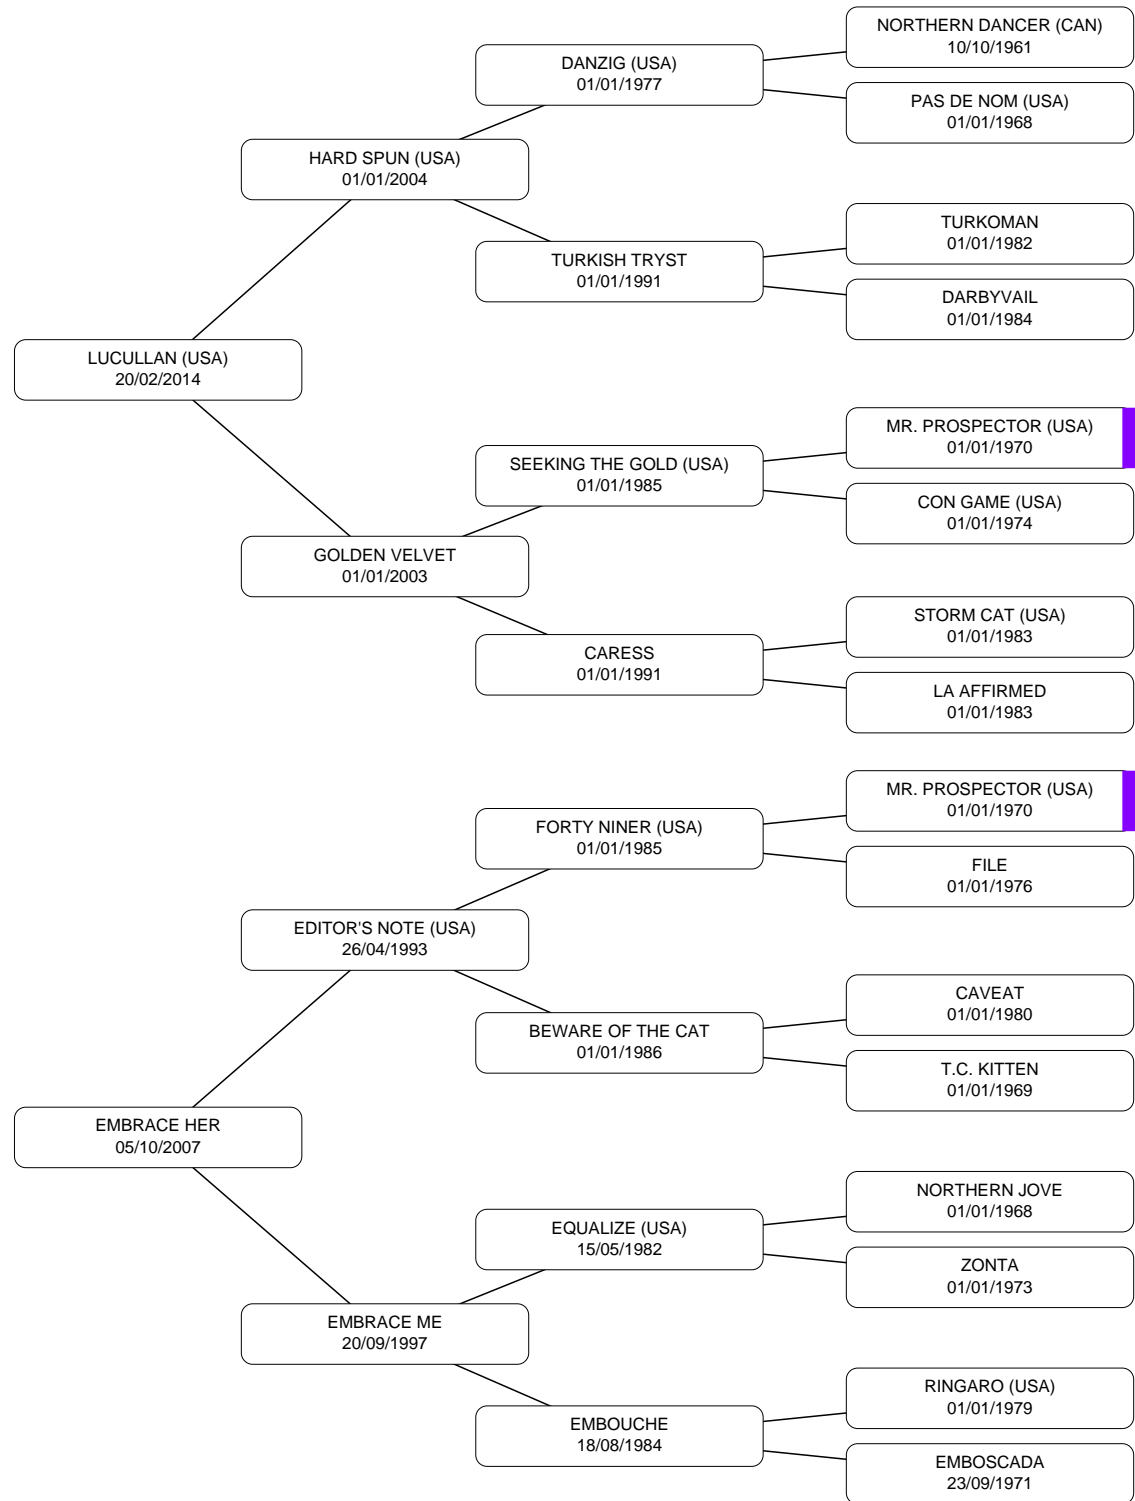 NORTHERN DANCER (CAN)
10/10/1961
DANZIG (USA)
01/01/1977
PAS DE NOM (USA)
01/01/1968
HARD SPUN (USA)
01/01/2004
TURKOMAN
01/01/1982
TURKISH TRYST
01/01/1991
DARBYVAIL
01/01/1984
LUCULLAN (USA)
20/02/2014
MR. PROSPECTOR (USA)
01/01/1970
SEEKING THE GOLD (USA)
01/01/1985
CON GAME (USA)
01/01/1974
GOLDEN VELVET
01/01/2003
STORM CAT (USA)
01/01/1983
CARESS
01/01/1991
LA AFFIRMED
01/01/1983
MR. PROSPECTOR (USA)
01/01/1970
FORTY NINER (USA)
01/01/1985
FILE
01/01/1976
EDITOR'S NOTE (USA)
26/04/1993
CAVEAT
01/01/1980
BEWARE OF THE CAT
01/01/1986
T.C. KITTEN
01/01/1969
EMBRACE HER
05/10/2007
NORTHERN JOVE
01/01/1968
EQUALIZE (USA)
15/05/1982
ZONTA
01/01/1973
EMBRACE ME
20/09/1997
RINGARO (USA)
01/01/1979
EMBOUCHE
18/08/1984
EMBOSCADA
23/09/1971